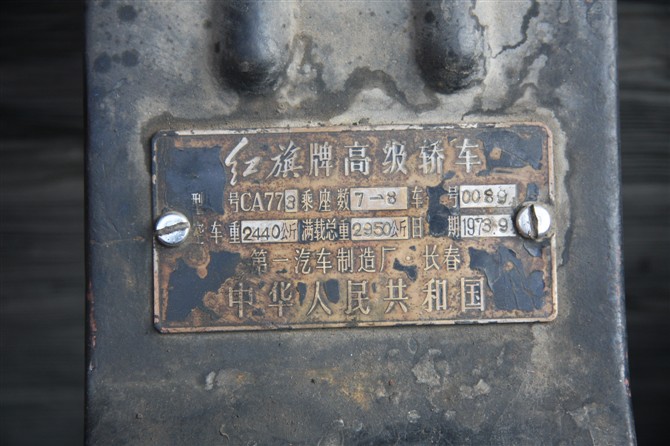 红旗牌高级轿车
型号CA773 乘座数7-8 车号0089
空车重2440公斤 满载总重2950公斤 日期1973.9
第一汽车制造厂·长春
中华人民共和国